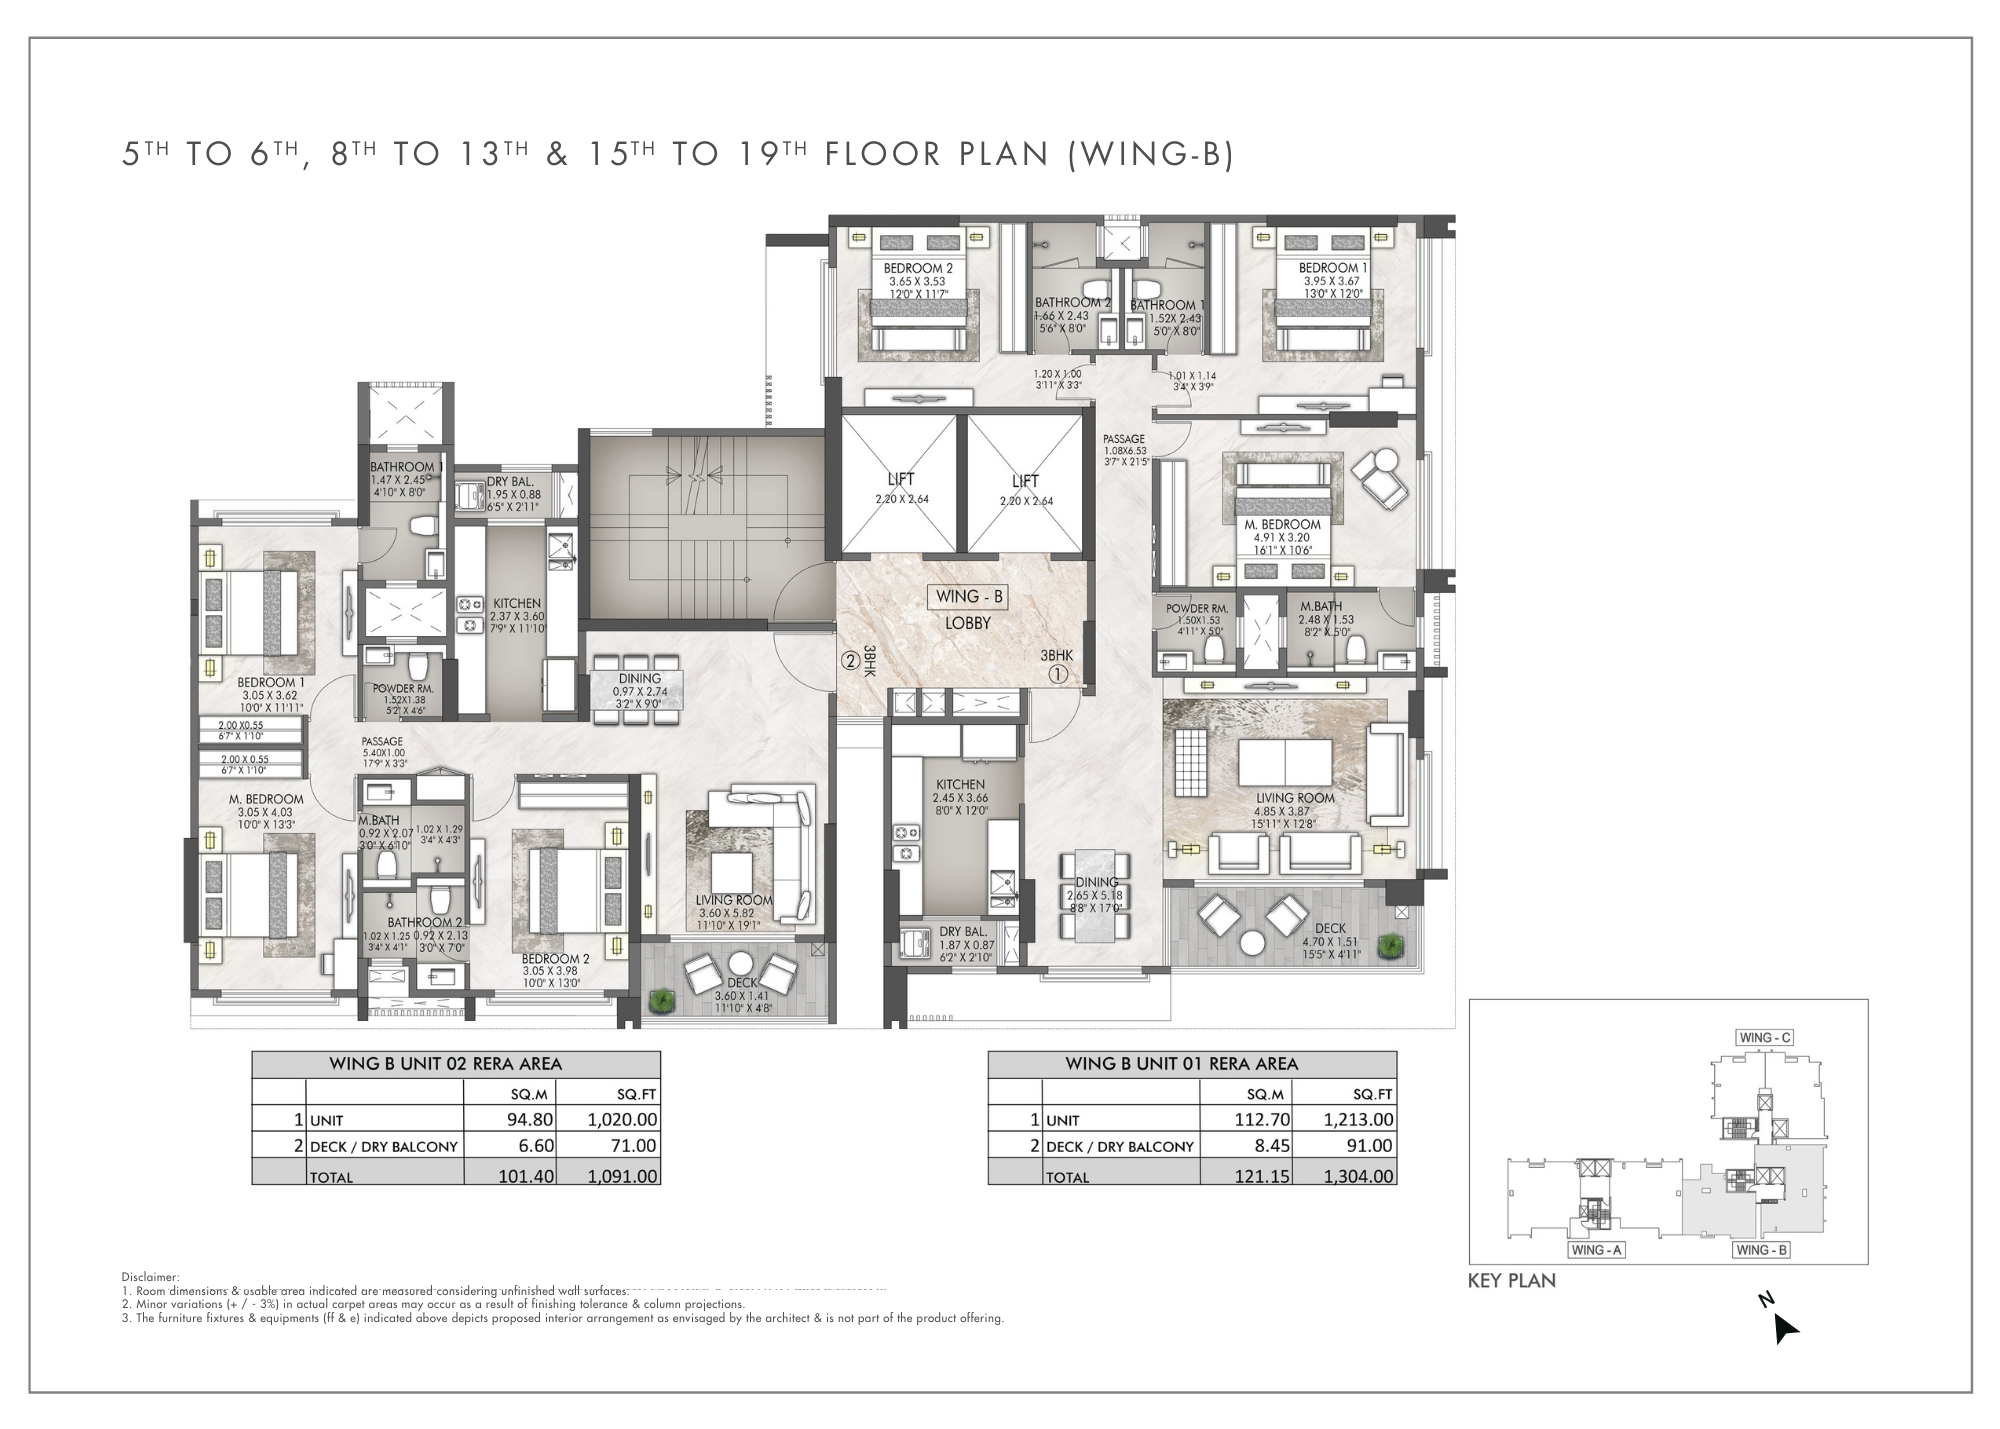 5TH TO 6TH, 8TH TO 13TH & 15TH TO 19TH FLOOR PLAN (WING-B)
BEDROOM 2
3.65 X 3.53
12'0" X 11'7"
BATHROOM 2
1.66 X 2.43
5'6" X 8'0"
BATHROOM 1
1.52X 2.43
5'0" X 8'0"
BEDROOM 1
3.95 X 3.67
13'0" X 12'0"
1.20 X 1.00
3'11" X 3'3"
1.01 X 1.14
3'4" X 3'9"
PASSAGE
1.08X6.53
3'7" X 21'5"
LIFT
2.20 X 2.64
LIFT
2.20 X 2.64
M. BEDROOM
4.91 X 3.20
16'1" X 10'6"
BATHROOM 1
1.47 X 2.45
4'10" X 8'0"
DRY BAL.
1.95 X 0.88
6'5" X 2'11"
KITCHEN
2.37 X 3.60
7'9" X 11'10"
WING - B
LOBBY
POWDER RM.
1.50X1.53
4'11" X 5'0"
M.BATH
2.48 X 1.53
8'2" X 5'0"
3BHK
2
3BHK
1
BEDROOM 1
3.05 X 3.62
10'0" X 11'11"
POWDER RM.
1.52X1.38
5'2" X 4'6"
DINING
0.97 X 2.74
3'2" X 9'0"
2.00 X0.55
6'7" X 1'10"
2.00 X 0.55
6'7" X 1'10"
PASSAGE
5.40X1.00
17'9" X 3'3"
M. BEDROOM
3.05 X 4.03
10'0" X 13'3"
M.BATH
0.92 X 2.07
3'0" X 6'10"
1.02 X 1.29
3'4" X 4'3"
KITCHEN
2.45 X 3.66
8'0" X 12'0"
LIVING ROOM
4.85 X 3.87
15'11" X 12'8"
LIVING ROOM
3.60 X 5.82
11'10" X 19'1"
DINING
2.65 X 5.18
8'8" X 17'0"
BATHROOM 2
1.02 X 1.25
3'4" X 4'1"
0.92 X 2.13
3'0" X 7'0"
BEDROOM 2
3.05 X 3.98
10'0" X 13'0"
DRY BAL.
1.87 X 0.87
6'2" X 2'10"
DECK
4.70 X 1.51
15'5" X 4'11"
DECK
3.60 X 1.41
11'10" X 4'8"
WING B UNIT 02 RERA AREA
SQ.M SQ.FT
1 UNIT 94.80 1,020.00
2 DECK / DRY BALCONY 6.60 71.00
TOTAL 101.40 1,091.00
WING B UNIT 01 RERA AREA
SQ.M SQ.FT
1 UNIT 112.70 1,213.00
2 DECK / DRY BALCONY 8.45 91.00
TOTAL 121.15 1,304.00
WING - C
WING - A
WING - B
KEY PLAN
N
Disclaimer:
1. Room dimensions & usable area indicated are measured considering unfinished wall surfaces.
2. Minor variations (+ / - 3%) in actual carpet areas may occur as a result of finishing tolerance & column projections.
3. The furniture fixtures & equipments (ff & e) indicated above depicts proposed interior arrangement as envisaged by the architect & is not part of the product offering.